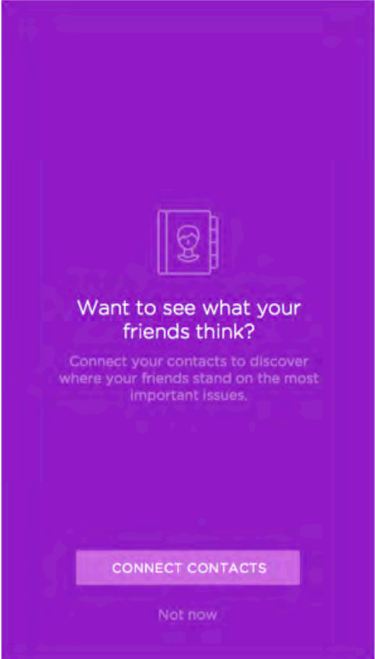 Want to see what your
friends think?
Connect your contacts to discover
where your friends stand on the most
important issues.
CONNECT CONTACTS
Not now